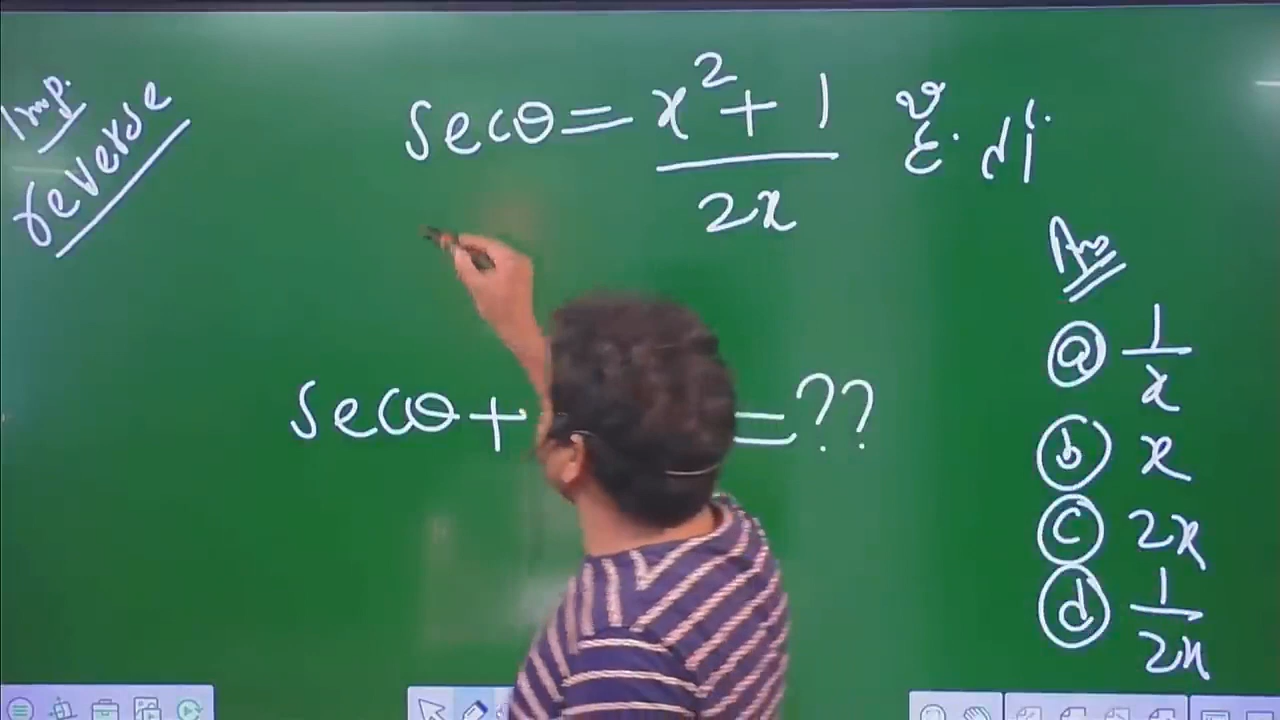 Imp.
reverse
secθ = x² + 1 / 2x
secθ + = ??
Ans
(a) 1/x
(b) x
(c) 2x
(d) 1/2x